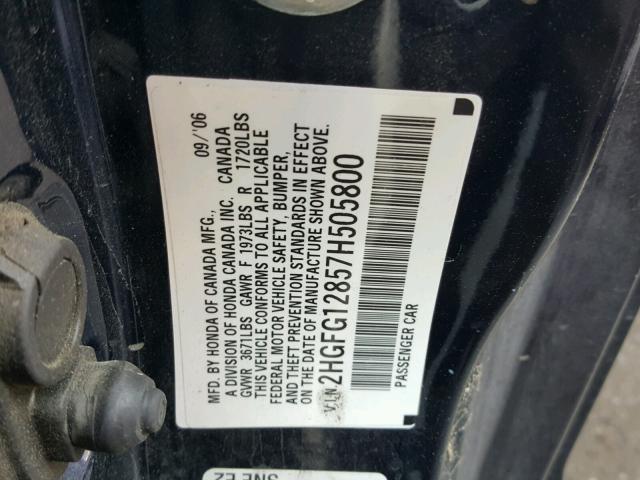 MFD. BY HONDA OF CANADA MFG., 09/'06
A DIVISION OF HONDA CANADA INC. CANADA
GVWR 3671LBS GAWR F 1973LBS R 1720LBS
THIS VEHICLE CONFORMS TO ALL APPLICABLE
FEDERAL MOTOR VEHICLE SAFETY, BUMPER,
AND THEFT PREVENTION STANDARDS IN EFFECT
ON THE DATE OF MANUFACTURE SHOWN ABOVE.
V.I.N. 2HGFG12857H505800
PASSENGER CAR